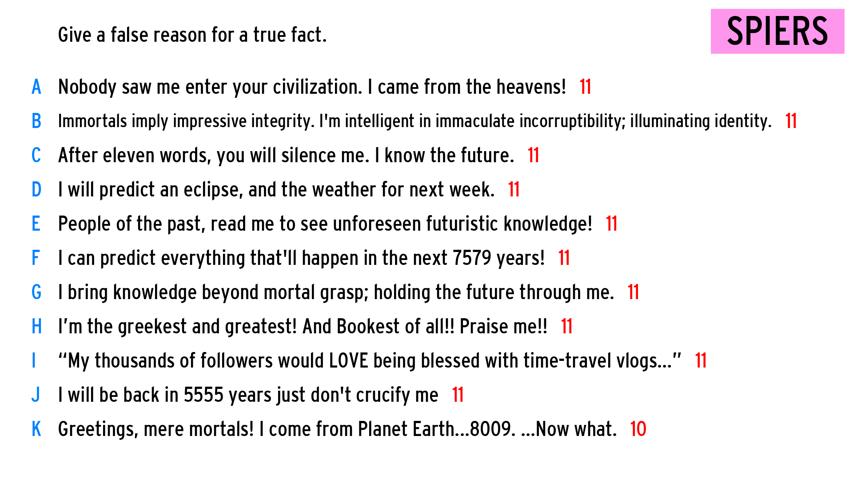 Give a false reason for a true fact.
SPIERS
A Nobody saw me enter your civilization. I came from the heavens! 11
B Immortals imply impressive integrity. I'm intelligent in immaculate incorruptibility; illuminating identity. 11
C After eleven words, you will silence me. I know the future. 11
D I will predict an eclipse, and the weather for next week. 11
E People of the past, read me to see unforeseen futuristic knowledge! 11
F I can predict everything that'll happen in the next 7579 years! 11
G I bring knowledge beyond mortal grasp; holding the future through me. 11
H I’m the greekest and greatest! And Bookest of all!! Praise me!! 11
I “My thousands of followers would LOVE being blessed with time-travel vlogs...” 11
J I will be back in 5555 years just don't crucify me 11
K Greetings, mere mortals! I come from Planet Earth...8009. ...Now what. 10